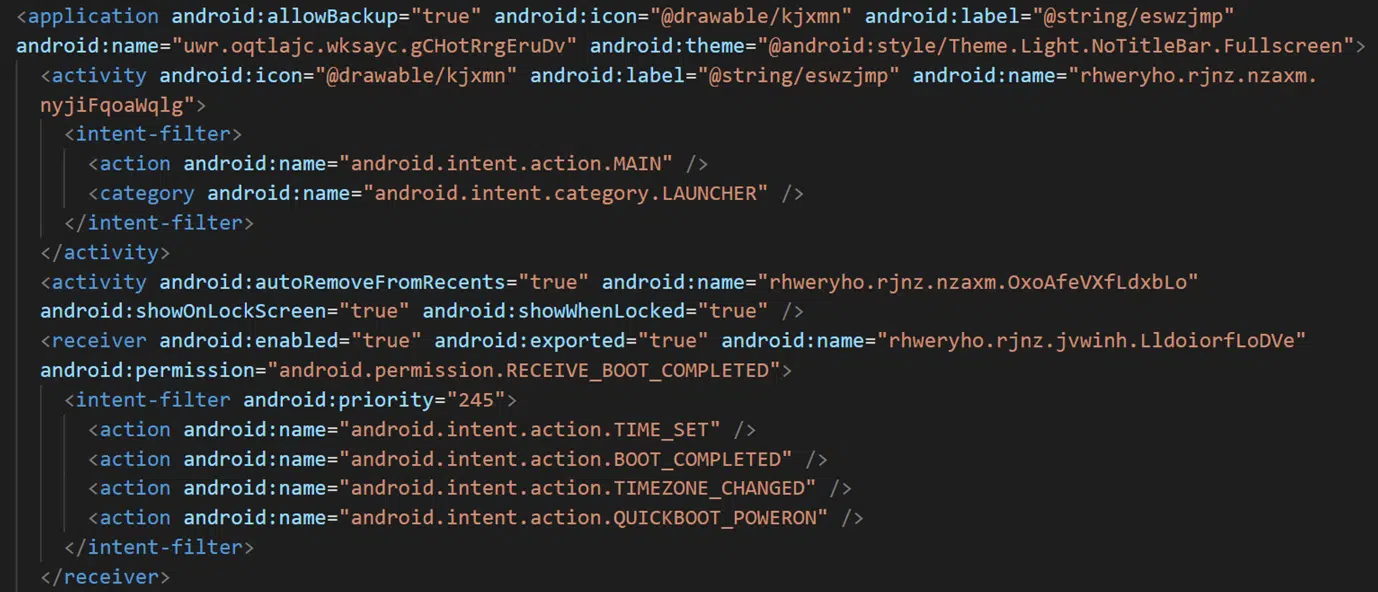 <application android:allowBackup="true" android:icon="@drawable/kjxmn" android:label="@string/eswzjmp"
android:name="uwr.oqtlajc.wksayc.gCHotRrgEruDv" android:theme="@android:style/Theme.Light.NoTitleBar.Fullscreen">
<activity android:icon="@drawable/kjxmn" android:label="@string/eswzjmp" android:name="rhweryho.rjnz.nzaxm.
nyjiFqoaWqlg">
<intent-filter>
<action android:name="android.intent.action.MAIN" />
<category android:name="android.intent.category.LAUNCHER" />
</intent-filter>
</activity>
<activity android:autoRemoveFromRecents="true" android:name="rhweryho.rjnz.nzaxm.OxoAfeVXfLdxbLo"
android:showOnLockScreen="true" android:showWhenLocked="true" />
<receiver android:enabled="true" android:exported="true" android:name="rhweryho.rjnz.jvwinh.LldoiorfLoDVe"
android:permission="android.permission.RECEIVE_BOOT_COMPLETED">
<intent-filter android:priority="245">
<action android:name="android.intent.action.TIME_SET" />
<action android:name="android.intent.action.BOOT_COMPLETED" />
<action android:name="android.intent.action.TIMEZONE_CHANGED" />
<action android:name="android.intent.action.QUICKBOOT_POWERON" />
</intent-filter>
</receiver>